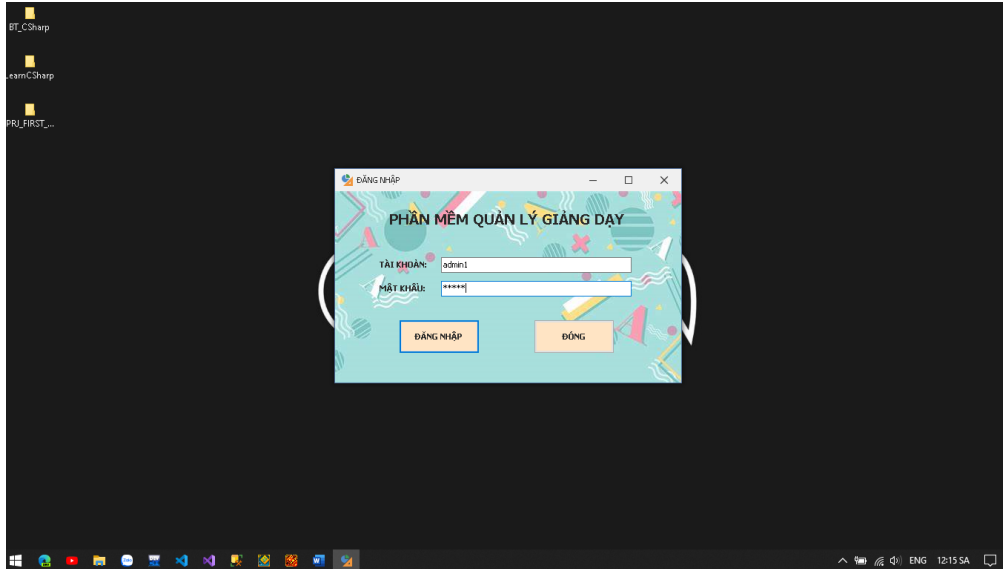 BT_CSharp
LearnCSharp
PRJ_FIRST_...
ĐĂNG NHẬP
PHẦN MỀM QUẢN LÝ GIẢNG DẠY
TÀI KHOẢN: admin1
MẬT KHẨU: *****
ĐĂNG NHẬP ĐÓNG
ENG 12:15 SA